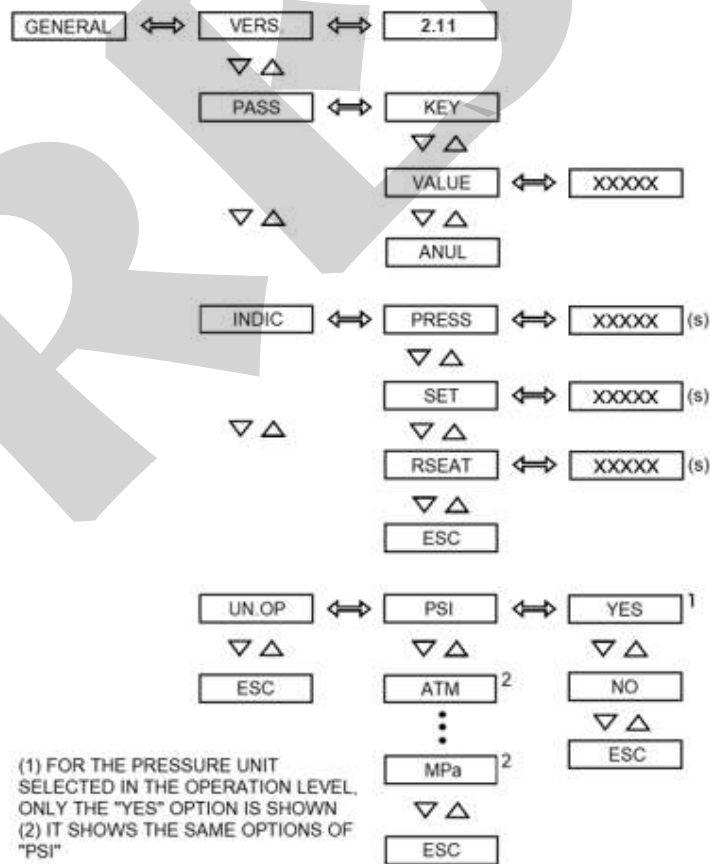 GENERAL VERS. 2.11
PASS KEY
VALUE XXXXX
ANUL
INDIC PRESS XXXXX (s)
SET XXXXX (s)
RSEAT XXXXX (s)
ESC
UN.OP PSI YES 1
ESC ATM 2 NO
MPa 2 ESC
ESC
(1) FOR THE PRESSURE UNIT
SELECTED IN THE OPERATION LEVEL,
ONLY THE "YES" OPTION IS SHOWN
(2) IT SHOWS THE SAME OPTIONS OF
"PSI"